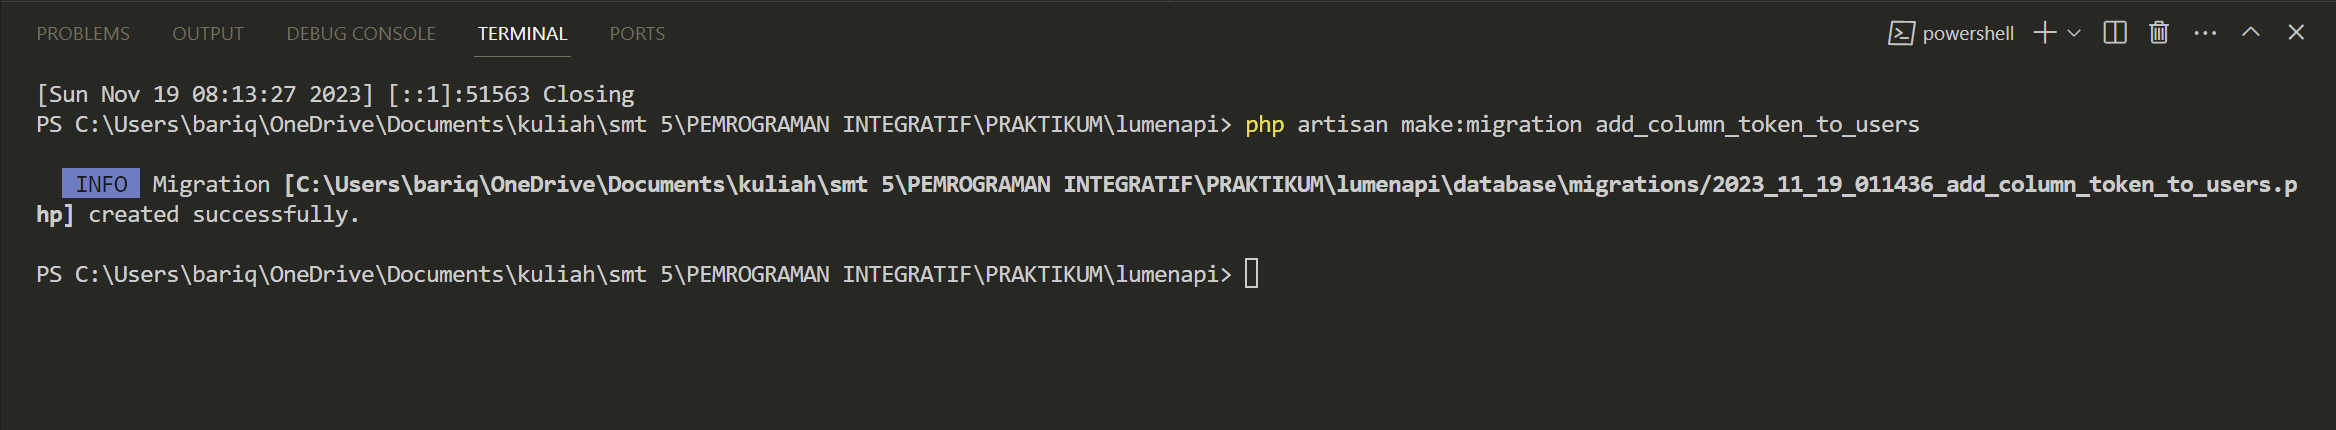 PROBLEMS OUTPUT DEBUG CONSOLE TERMINAL PORTS powershell
[Sun Nov 19 08:13:27 2023] [::1]:51563 Closing
PS C:\Users\bariq\OneDrive\Documents\kuliah\smt 5\PEMROGRAMAN INTEGRATIF\PRAKTIKUM\lumenapi> php artisan make:migration add_column_token_to_users
INFO Migration [C:\Users\bariq\OneDrive\Documents\kuliah\smt 5\PEMROGRAMAN INTEGRATIF\PRAKTIKUM\lumenapi\database\migrations/2023_11_19_011436_add_column_token_to_users.p
hp] created successfully.
PS C:\Users\bariq\OneDrive\Documents\kuliah\smt 5\PEMROGRAMAN INTEGRATIF\PRAKTIKUM\lumenapi>